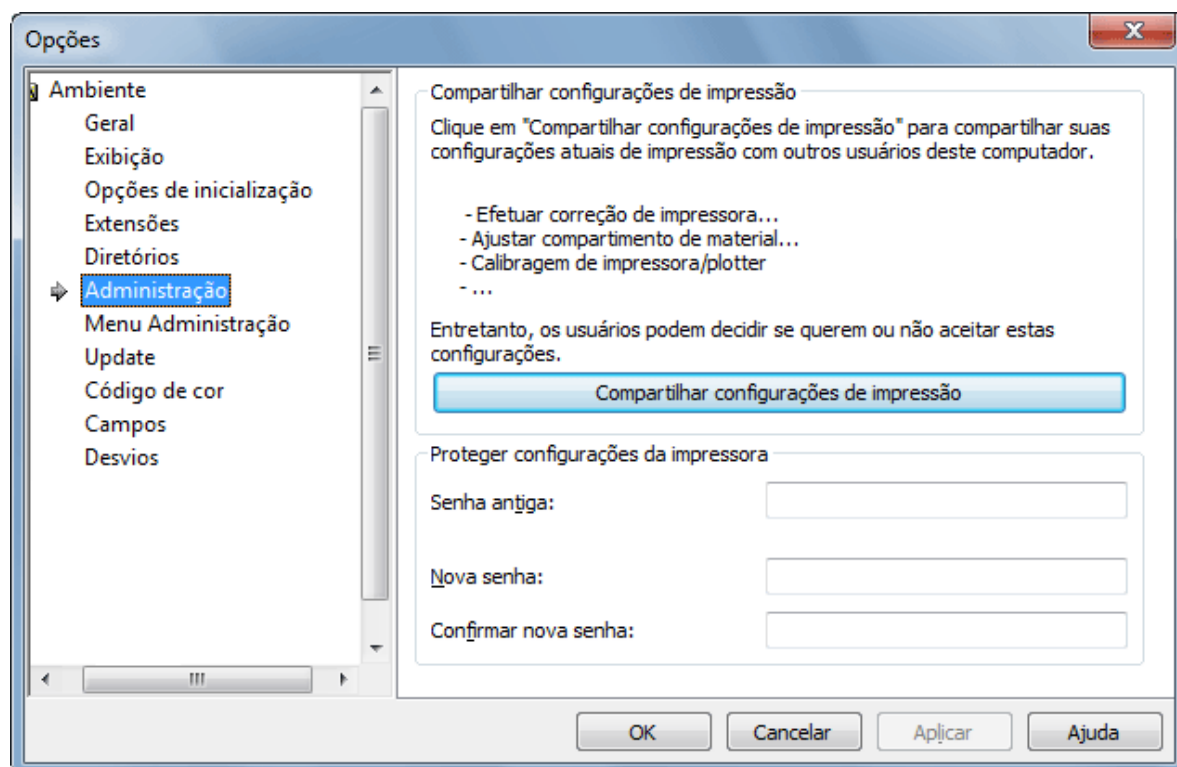 Opções
Ambiente
Geral
Exibição
Opções de inicialização
Extensões
Diretórios
Administração
Menu Administração
Update
Código de cor
Campos
Desvios
Compartilhar configurações de impressão
Clique em "Compartilhar configurações de impressão" para compartilhar suas
configurações atuais de impressão com outros usuários deste computador.
- Efetuar correção de impressora...
- Ajustar compartimento de material...
- Calibragem de impressora/plotter
- ...
Entretanto, os usuários podem decidir se querem ou não aceitar estas
configurações.
Compartilhar configurações de impressão
Proteger configurações da impressora
Senha antiga:
Nova senha:
Confirmar nova senha:
OK
Cancelar
Aplicar
Ajuda